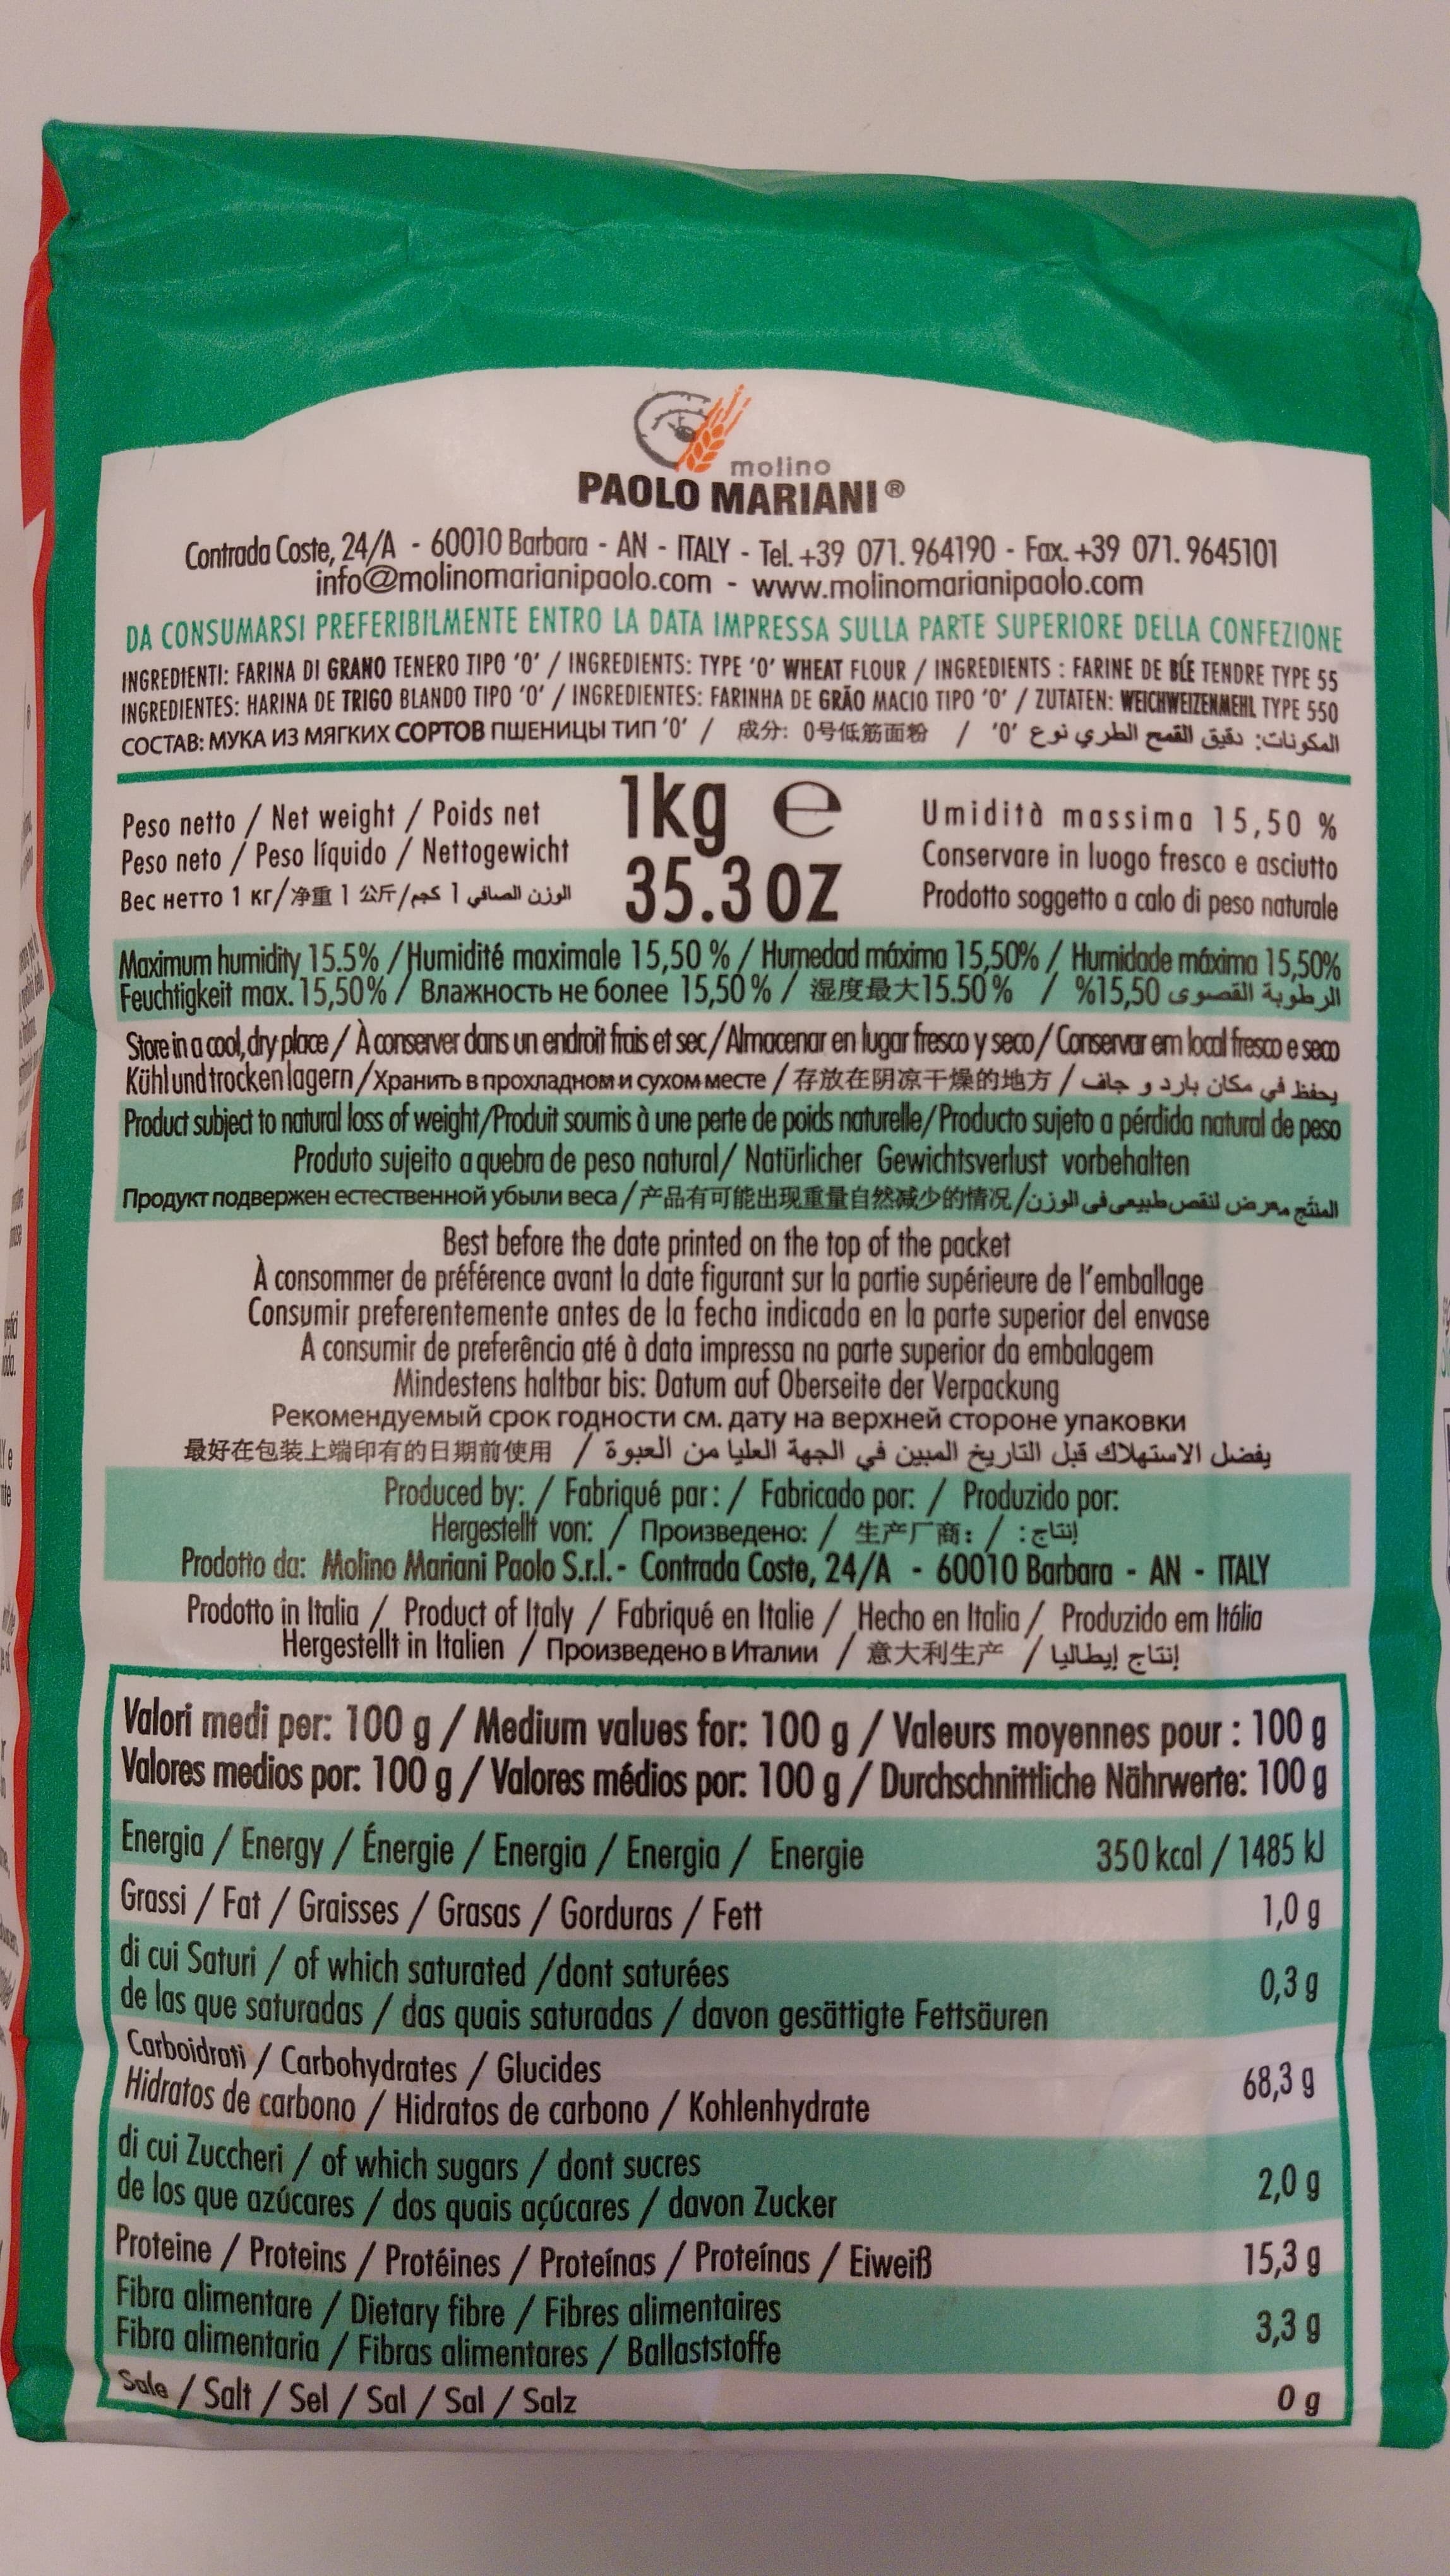 molino
PAOLO MARIANI®
Contrada Coste, 24/A - 60010 Barbara - AN - ITALY - Tel. +39 071. 964190 - Fax. +39 071. 9645101
info@molinomarianipaolo.com - www.molinomarianipaolo.com
DA CONSUMARSI PREFERIBILMENTE ENTRO LA DATA IMPRESSA SULLA PARTE SUPERIORE DELLA CONFEZIONE
INGREDIENTI: FARINA DI GRANO TENERO TIPO '0' / INGREDIENTS: TYPE '0' WHEAT FLOUR / INGREDIENTS : FARINE DE BLÍE TENDRE TYPE 55
INGREDIENTES: HARINA DE TRIGO BLANDO TIPO '0' / INGREDIENTES: FARINHA DE GRÃO MACIO TIPO '0' / ZUTATEN: WEICHWEIZENMEHL TYPE 550
СОСТАВ: МУКА ИЗ МЯГКИХ СОРТОВ ПШЕНИЦЫ ТИП '0' / 成分: 0号低筋面粉 / المكونات: دقيق القمح الطري نوع '0'
Peso netto / Net weight / Poids net
Peso neto / Peso líquido / Nettogewicht
Вес нетто 1 кг/净重 1 公斤/الوزن الصافي 1 كجم
1kg e
35.3 OZ
Umidità massima 15,50 %
Conservare in luogo fresco e asciutto
Prodotto soggetto a calo di peso naturale
Maximum humidity 15.5% / Humidité maximale 15,50 % / Humedad máxima 15,50% / Humidade máxima 15,50%
Feuchtigkeit max. 15,50% / Влажность не более 15,50 % / 湿度最大15.50 % / الرطوبة القصوى 15,50%
Store in a cool, dry place / À conserver dans un endroit frais et sec / Almacenar en lugar fresco y seco / Conservar em local fresco e seco
Kühl und trocken lagern / Хранить в прохладном и сухом месте / 存放在阴凉干燥的地方 / يحفظ في مكان بارد و جاف
Product subject to natural loss of weight/Produit soumis à une perte de poids naturelle/Producto sujeto a pérdida natural de peso
Produto sujeito a quebra de peso natural/ Natürlicher Gewichtsverlust vorbehalten
Продукт подвержен естественной убыли веса / 产品有可能出现重量自然减少的情况 / المنتج معرض لنقص طبيعى فى الوزن
Best before the date printed on the top of the packet
À consommer de préférence avant la date figurant sur la partie supérieure de l'emballage
Consumir preferentemente antes de la fecha indicada en la parte superior del envase
A consumir de preferência até à data impressa na parte superior da embalagem
Mindestens haltbar bis: Datum auf Oberseite der Verpackung
Рекомендуемый срок годности см. дату на верхней стороне упаковки
最好在包装上端印有的日期前使用 / يفضل الاستهلاك قبل التاريخ المبين في الجهة العليا من العبوة
Produced by: / Fabriqué par: / Fabricado por: / Produzido por:
Hergestellt von: / Произведено: / 生产厂商: / إنتاج:
Prodotto da: Molino Mariani Paolo S.r.l. - Contrada Coste, 24/A - 60010 Barbara - AN - ITALY
Prodotto in Italia / Product of Italy / Fabriqué en Italie / Hecho en Italia / Produzido em Itália
Hergestellt in Italien / Произведено в Италии / 意大利生产 / إنتاج إيطاليا
Valori medi per: 100 g / Medium values for: 100 g / Valeurs moyennes pour : 100 g
Valores medios por: 100 g / Valores médios por: 100 g / Durchschnittliche Nährwerte: 100 g
Energia / Energy / Énergie / Energia / Energia / Energie 350 kcal / 1485 kJ
Grassi / Fat / Graisses / Grasas / Gorduras / Fett 1,0 g
di cui Saturi / of which saturated /dont saturées
de las que saturadas / das quais saturadas / davon gesättigte Fettsäuren 0,3 g
Carboidrati / Carbohydrates / Glucides
Hidratos de carbono / Hidratos de carbono / Kohlenhydrate 68,3 g
di cui Zuccheri / of which sugars / dont sucres
de los que azúcares / dos quais açúcares / davon Zucker 2,0 g
Proteine / Proteins / Protéines / Proteínas / Proteínas / Eiweiß 15,3 g
Fibra alimentare / Dietary fibre / Fibres alimentaires
Fibra alimentaria / Fibras alimentares / Ballaststoffe 3,3 g
Sale / Salt / Sel / Sal / Sal / Salz 0 g